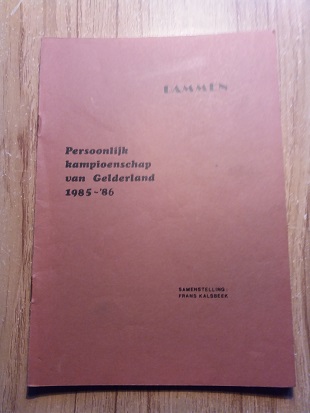 DAMMEN
Persoonlijk
kampioenschap
van Gelderland
1985-'86
SAMENSTELLING:
FRANS KALSBEEK